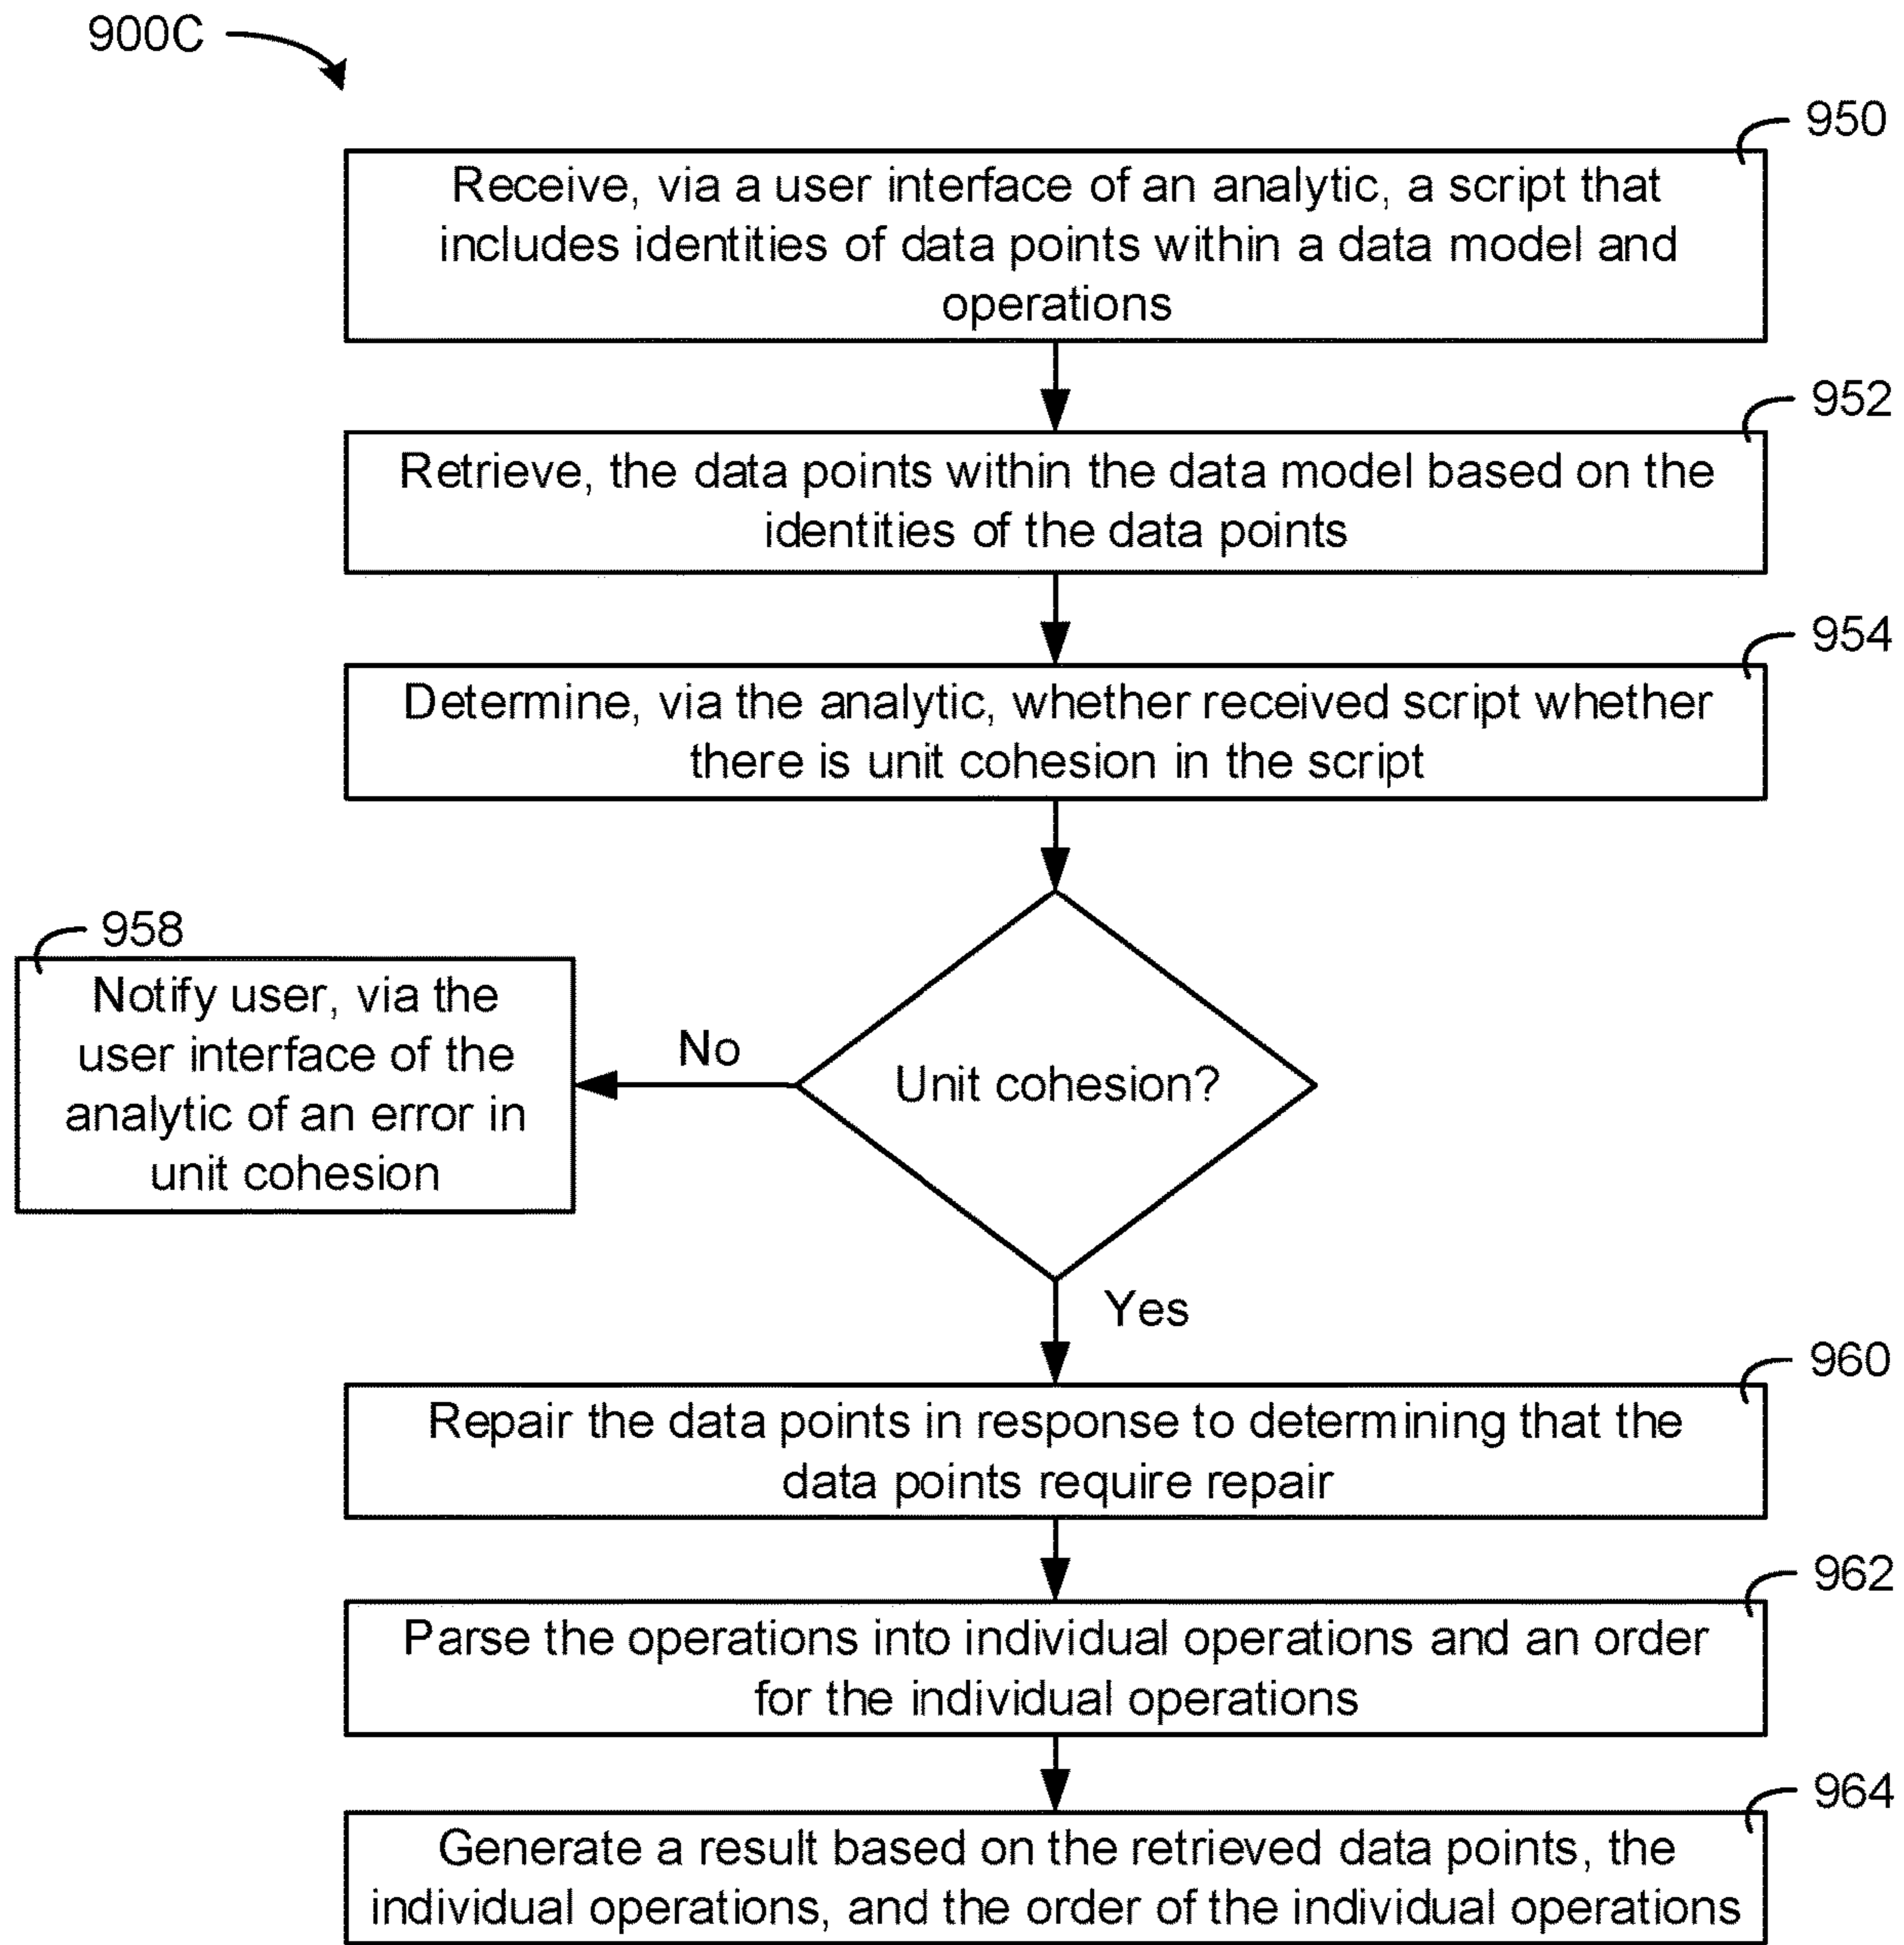 900C
950
Receive, via a user interface of an analytic, a script that
includes identities of data points within a data model and
operations
952
Retrieve, the data points within the data model based on the
identities of the data points
954
Determine, via the analytic, whether received script whether
there is unit cohesion in the script
958
Notify user, via the
user interface of the
analytic of an error in
unit cohesion
No
Unit cohesion?
Yes
960
Repair the data points in response to determining that the
data points require repair
962
Parse the operations into individual operations and an order
for the individual operations
964
Generate a result based on the retrieved data points, the
individual operations, and the order of the individual operations